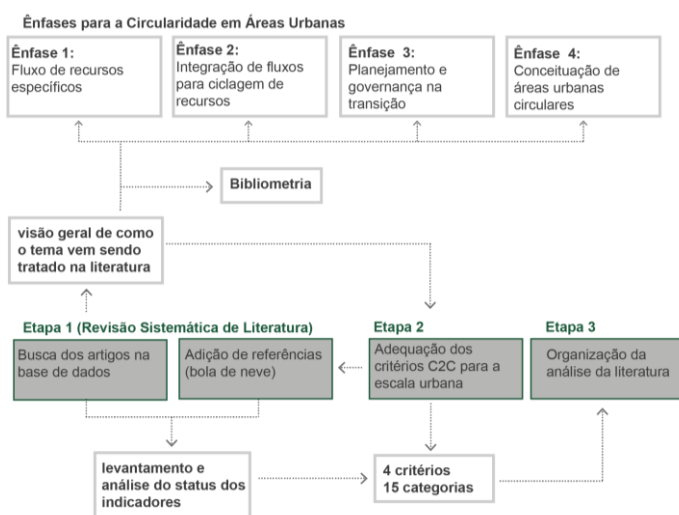 Ênfases para a Circularidade em Áreas Urbanas
Ênfase 1:
Fluxo de recursos
específicos
Ênfase 2:
Integração de fluxos
para ciclagem de
recursos
Ênfase 3:
Planejamento e
governança na
transição
Ênfase 4:
Conceituação de
áreas urbanas
circulares
Bibliometria
visão geral de como
o tema vem sendo
tratado na literatura
Etapa 1 (Revisão Sistemática de Literatura)
Busca dos artigos na
base de dados
Adição de referências
(bola de neve)
Etapa 2
Adequação dos
critérios C2C para a
escala urbana
Etapa 3
Organização da
análise da literatura
levantamento e
análise do status dos
indicadores
4 critérios
15 categorias